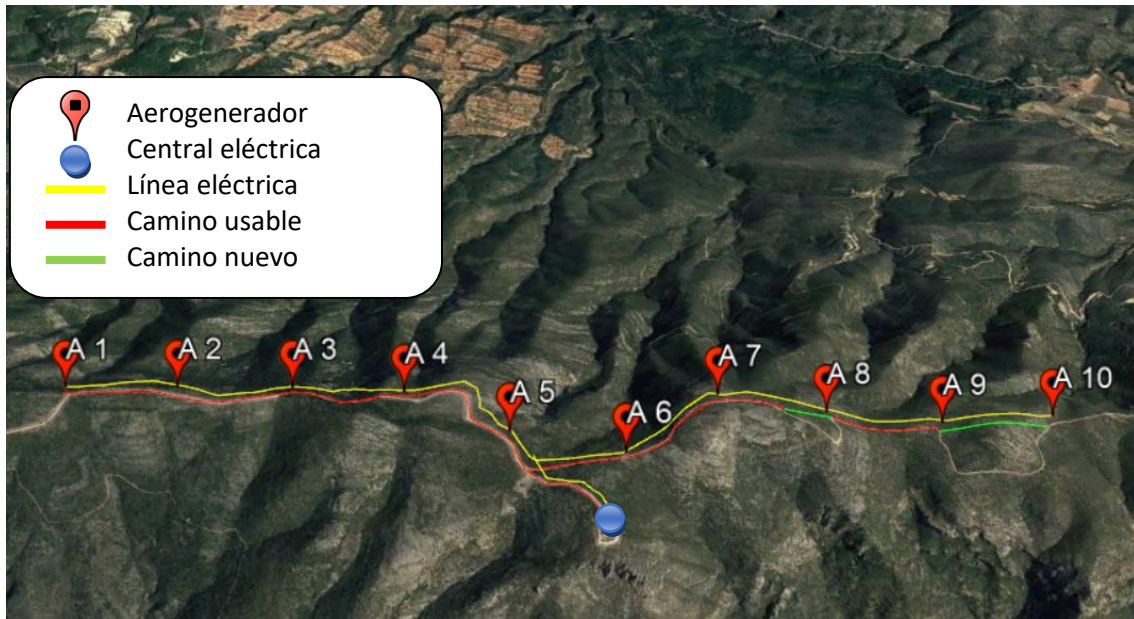 Aerogenerador
Central eléctrica
Línea eléctrica
Camino usable
Camino nuevo
A 1
A 2
A 3
A 4
A 5
A 6
A 7
A 8
A 9
A 10